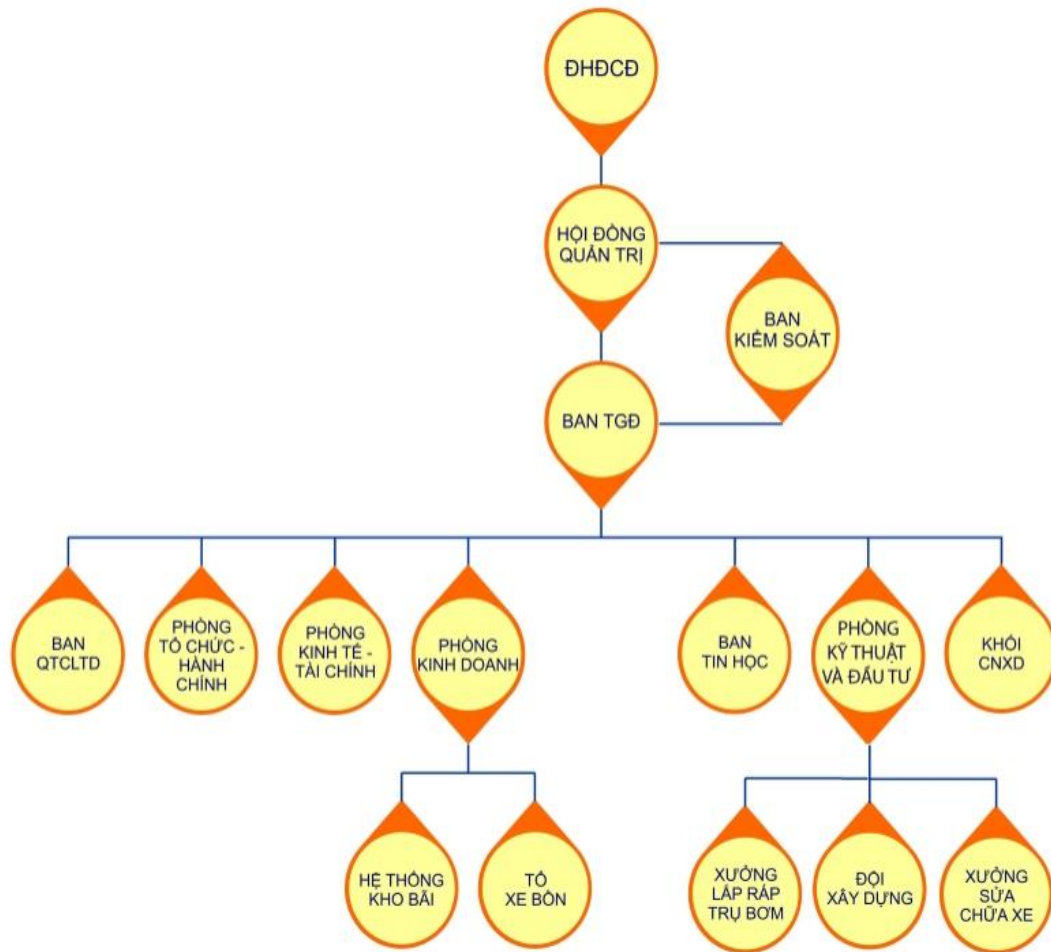 ĐHĐCĐ
HỘI ĐỒNG
QUẢN TRỊ
BAN
KIỂM SOÁT
BAN TGĐ
BAN
QTCLTD
PHÒNG
TỔ CHỨC -
HÀNH
CHÍNH
PHÒNG
KINH TẾ -
TÀI CHÍNH
PHÒNG
KINH DOANH
BAN
TIN HỌC
PHÒNG
KỸ THUẬT
VÀ ĐẦU TƯ
KHỐI
CNXD
HỆ THỐNG
KHO BÃI
TỔ
XE BỒN
XƯỞNG
LẮP RÁP
TRỤ BƠM
ĐỘI
XÂY DỰNG
XƯỞNG
SỬA
CHỮA XE